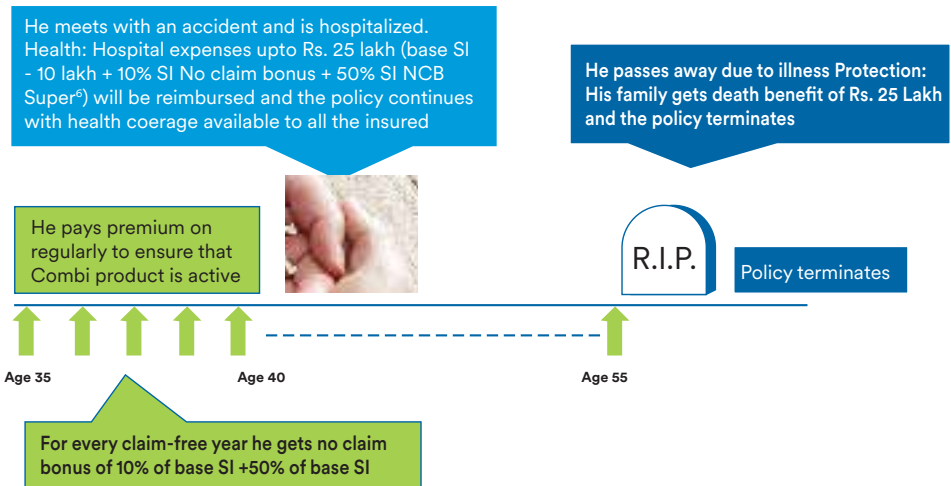 He meets with an accident and is hospitalized.
Health: Hospital expenses upto Rs. 25 lakh (base SI
- 10 lakh + 10% SI No claim bonus + 50% SI NCB
Super⁶) will be reimbursed and the policy continues
with health coerage available to all the insured
He passes away due to illness Protection:
His family gets death benefit of Rs. 25 Lakh
and the policy terminates
He pays premium on
regularly to ensure that
Combi product is active
R.I.P.
Policy terminates
Age 35
Age 40
Age 55
For every claim-free year he gets no claim
bonus of 10% of base SI +50% of base SI